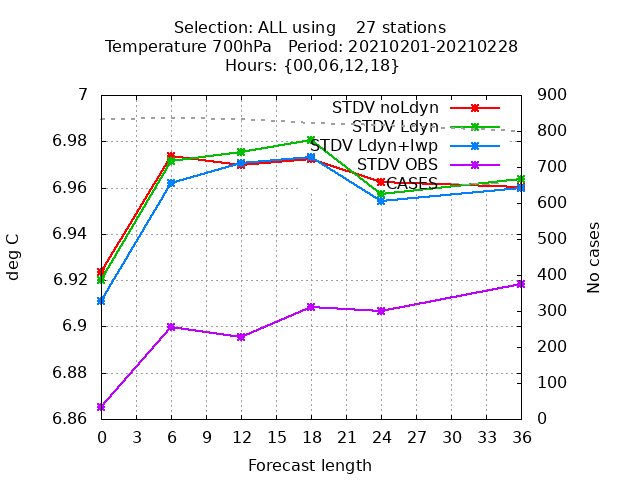 Selection: ALL using    27 stations
Temperature 700hPa   Period: 20210201-20210228
Hours: {00,06,12,18}
7
6.98
6.96
6.94
6.92
6.9
6.88
6.86
deg C
STDV noLdyn
STDV Ldyn
STDV Ldyn+lwp
STDV OBS
CASES
900
800
700
600
500
400
300
200
100
0
No cases
0 3 6 9 12 15 18 21 24 27 30 33 36
Forecast length